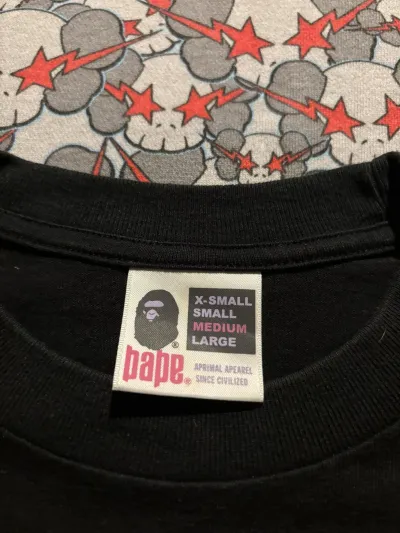 X-SMALL
SMALL
MEDIUM
LARGE
bape®
APRIMAL APEAREL
SINCE CIVILIZED